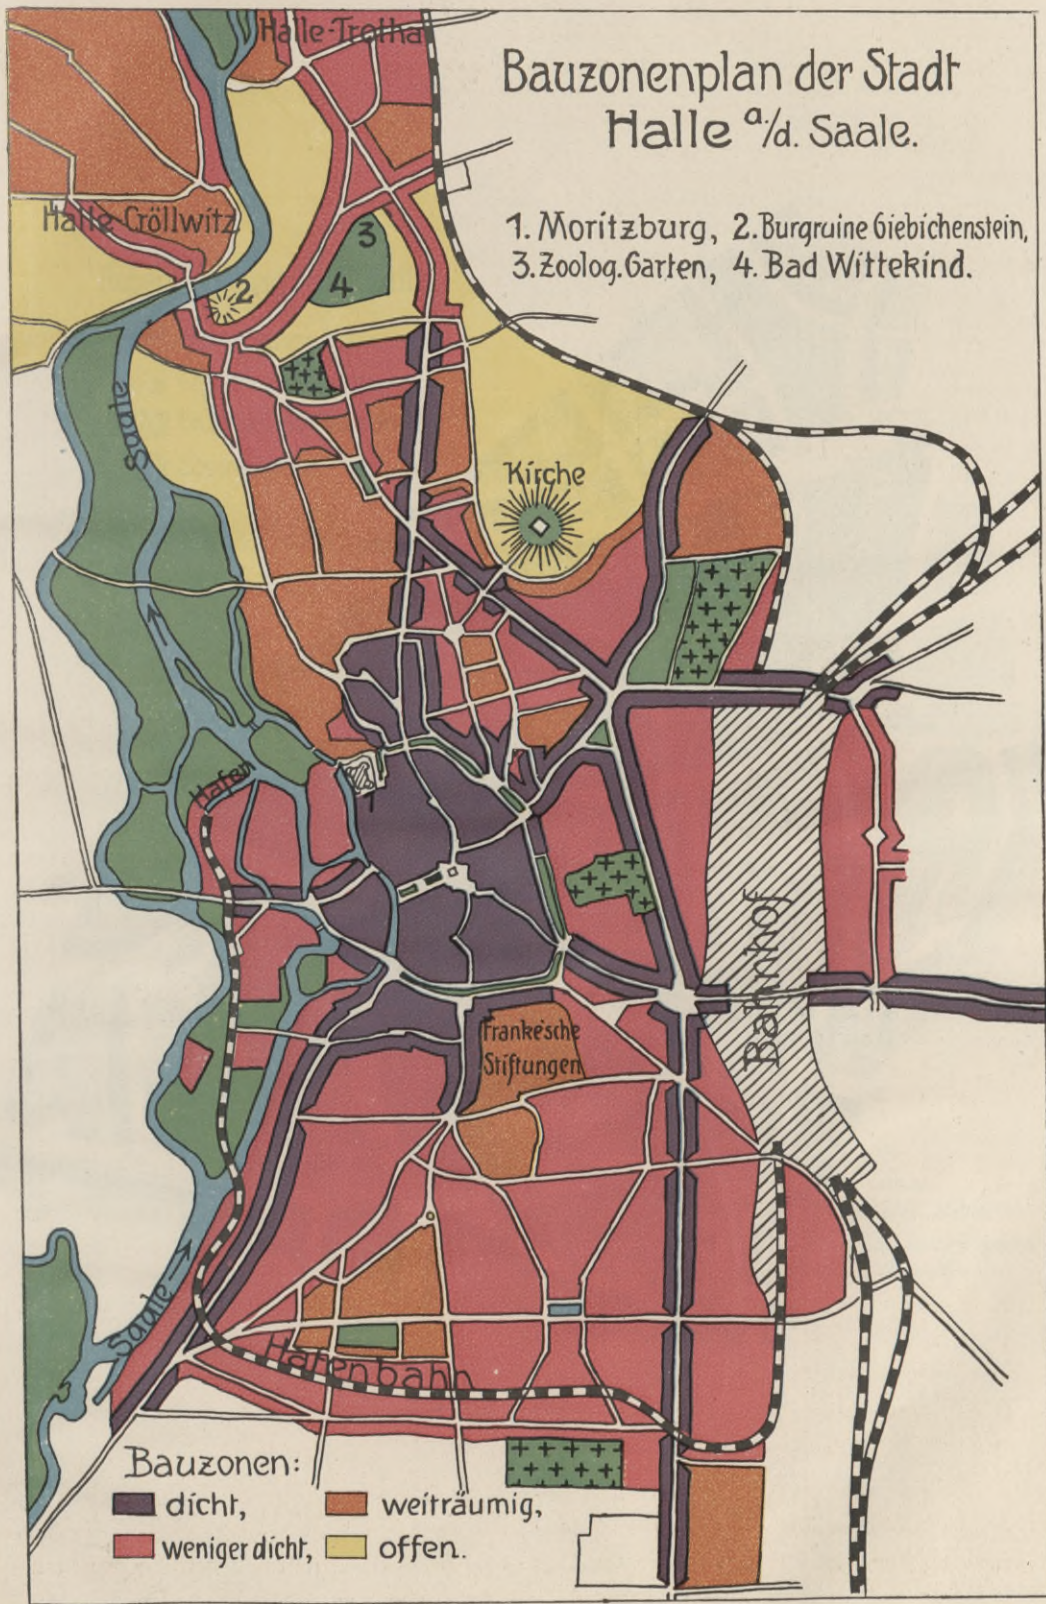 Halle-Trotha
Bauzonenplan der Stadt
Halle a./d. Saale.
1. Moritzburg, 2. Burgruine Giebichenstein,
3. Zoolog. Garten, 4. Bad Wittekind.
Halle-Cröllwitz
3
4
2
Saale
Kirche
Hafen
1
Bahnhof
Franke'sche
Stiftungen
Saale
Hafenbahn
Bauzonen:
dicht, weiträumig,
weniger dicht, offen.